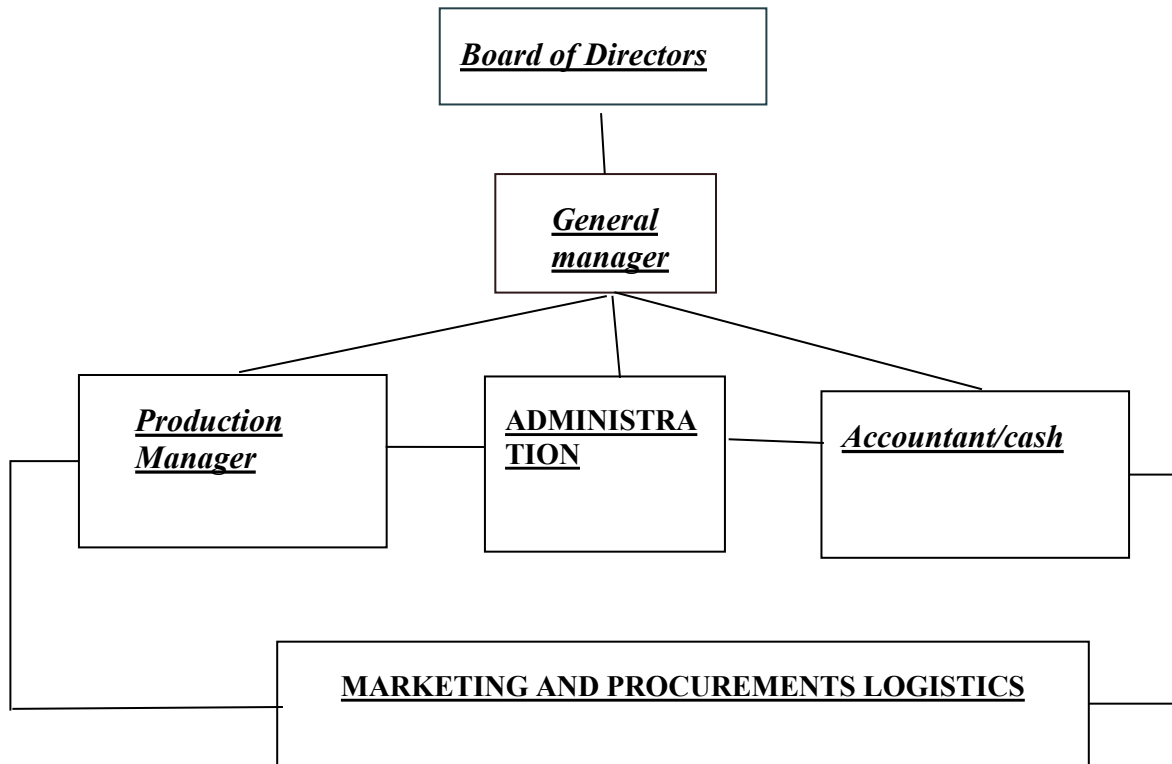 Board of Directors
General
manager
Production
Manager
ADMINISTRA
TION
Accountant/cash
MARKETING AND PROCUREMENTS LOGISTICS